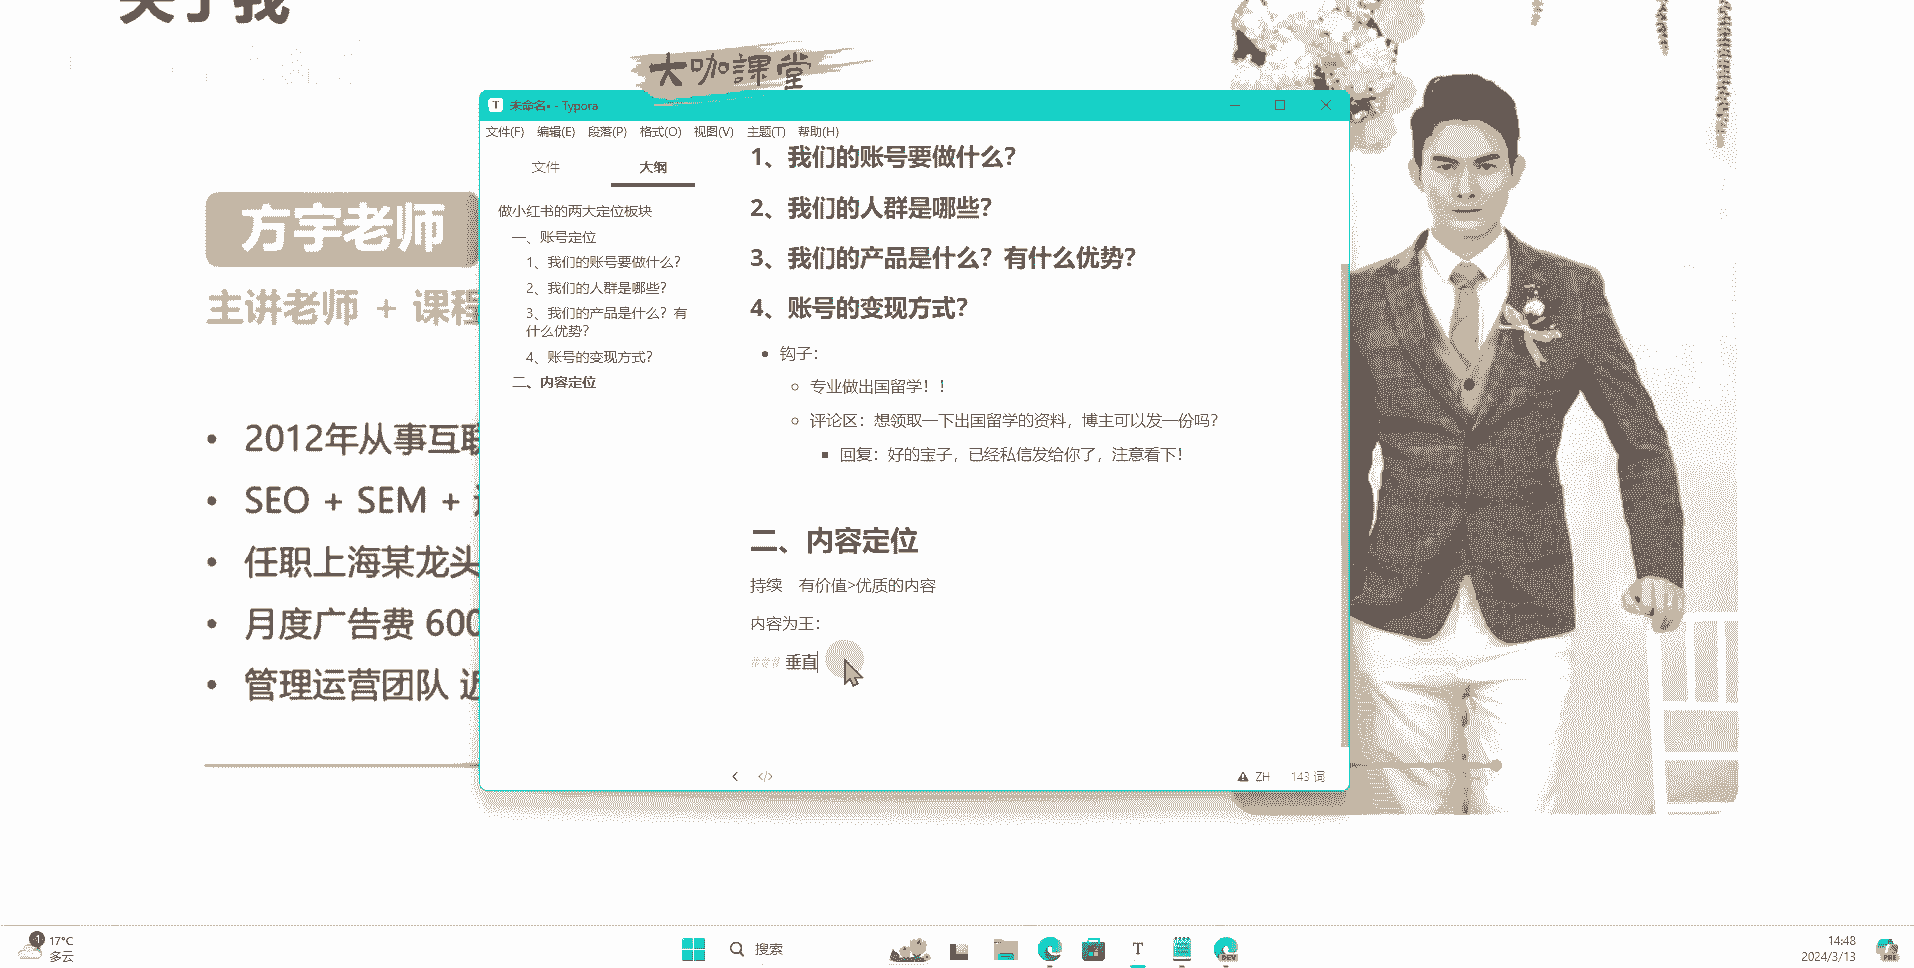 关于我
大咖課堂
方宇老师
主讲老师 + 课程
2012年从事互联
SEO + SEM +
任职上海某龙头
月度广告费 600
管理运营团队 近
T 未命名• - Typora
文件(F) 编辑(E) 段落(P) 格式(O) 视图(V) 主题(T) 帮助(H)
文件 大纲
做小红书的两大定位板块
一、账号定位
1、我们的账号要做什么？
2、我们的人群是哪些？
3、我们的产品是什么？有
什么优势？
4、账号的变现方式？
二、内容定位
1、我们的账号要做什么？
2、我们的人群是哪些？
3、我们的产品是什么？有什么优势？
4、账号的变现方式？
钩子：
专业做出国留学！！
评论区：想领取一下出国留学的资料，博主可以发一份吗？
回复：好的宝子，已经私信发给你了，注意看下！
二、内容定位
持续 有价值>优质的内容
内容为王：
### 垂直
ZH 143 词
1 17°C
多云
搜索
T
DEV
14:48
2024/3/13
PRE